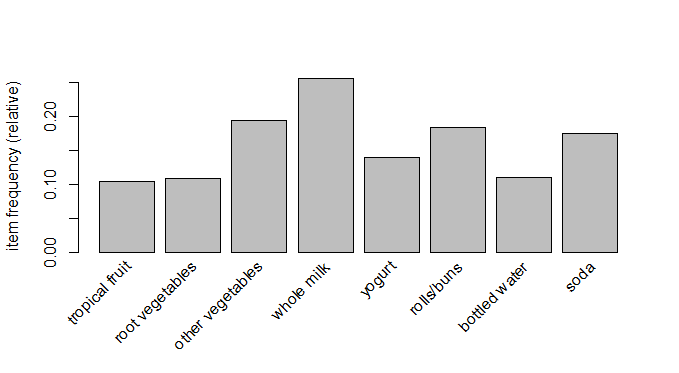 item frequency (relative)
0.20
0.10
0.00
tropical fruit
root vegetables
other vegetables
whole milk
yogurt
rolls/buns
bottled water
soda